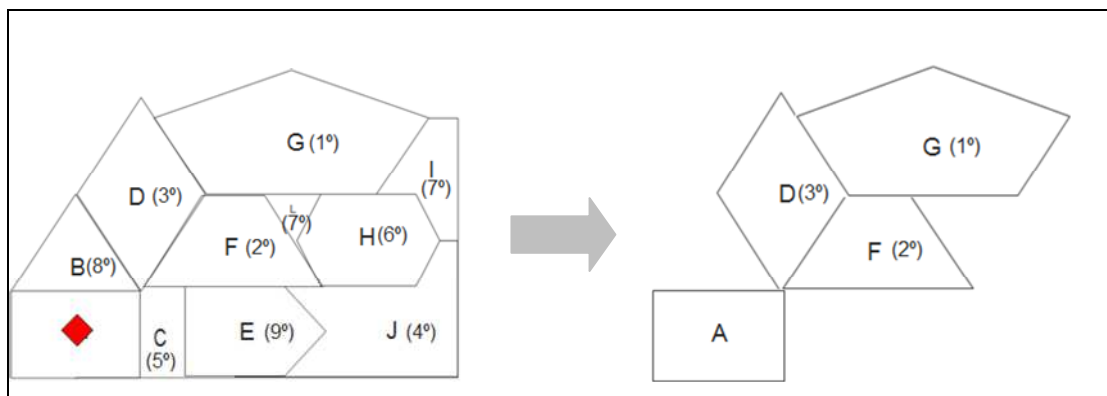 G (1º)
I
(7º)
D (3º)
L
(7º)
F (2º)
H (6º)
B (8º)
C
(5º)
E (9º)
J (4º)
G (1º)
D (3º)
F (2º)
A